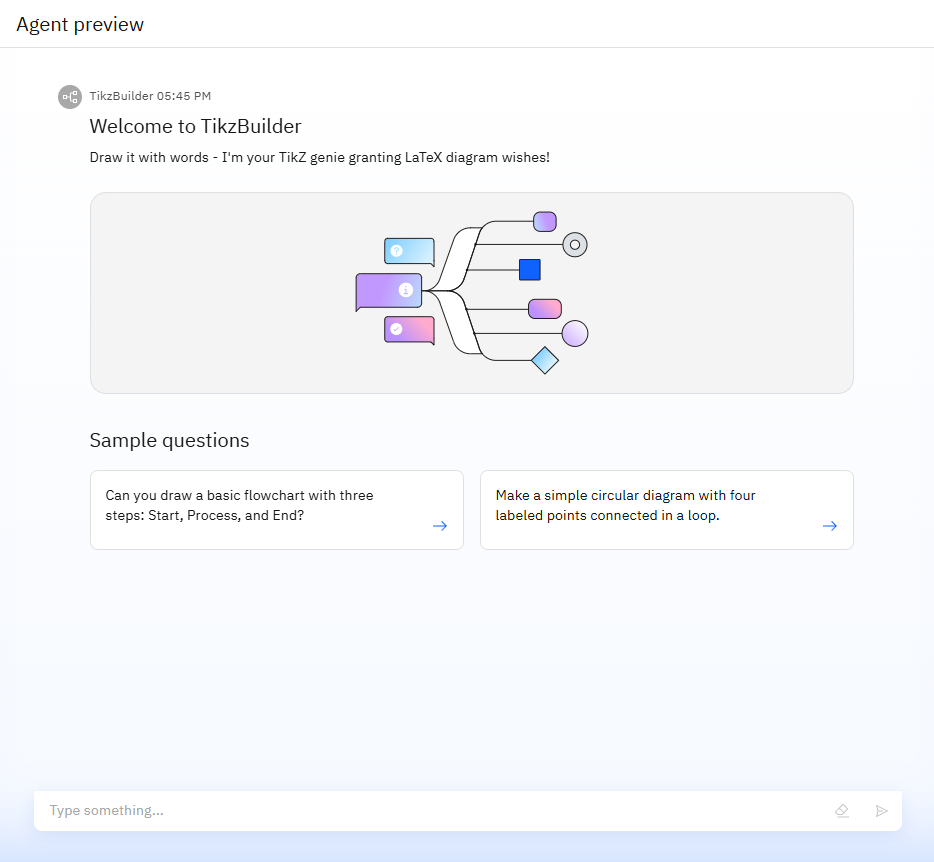 Agent preview
TikzBuilder 05:45 PM
Welcome to TikzBuilder
Draw it with words - I'm your TikZ genie granting LaTeX diagram wishes!
?
i
Sample questions
Can you draw a basic flowchart with three
steps: Start, Process, and End?
Make a simple circular diagram with four
labeled points connected in a loop.
Type something...